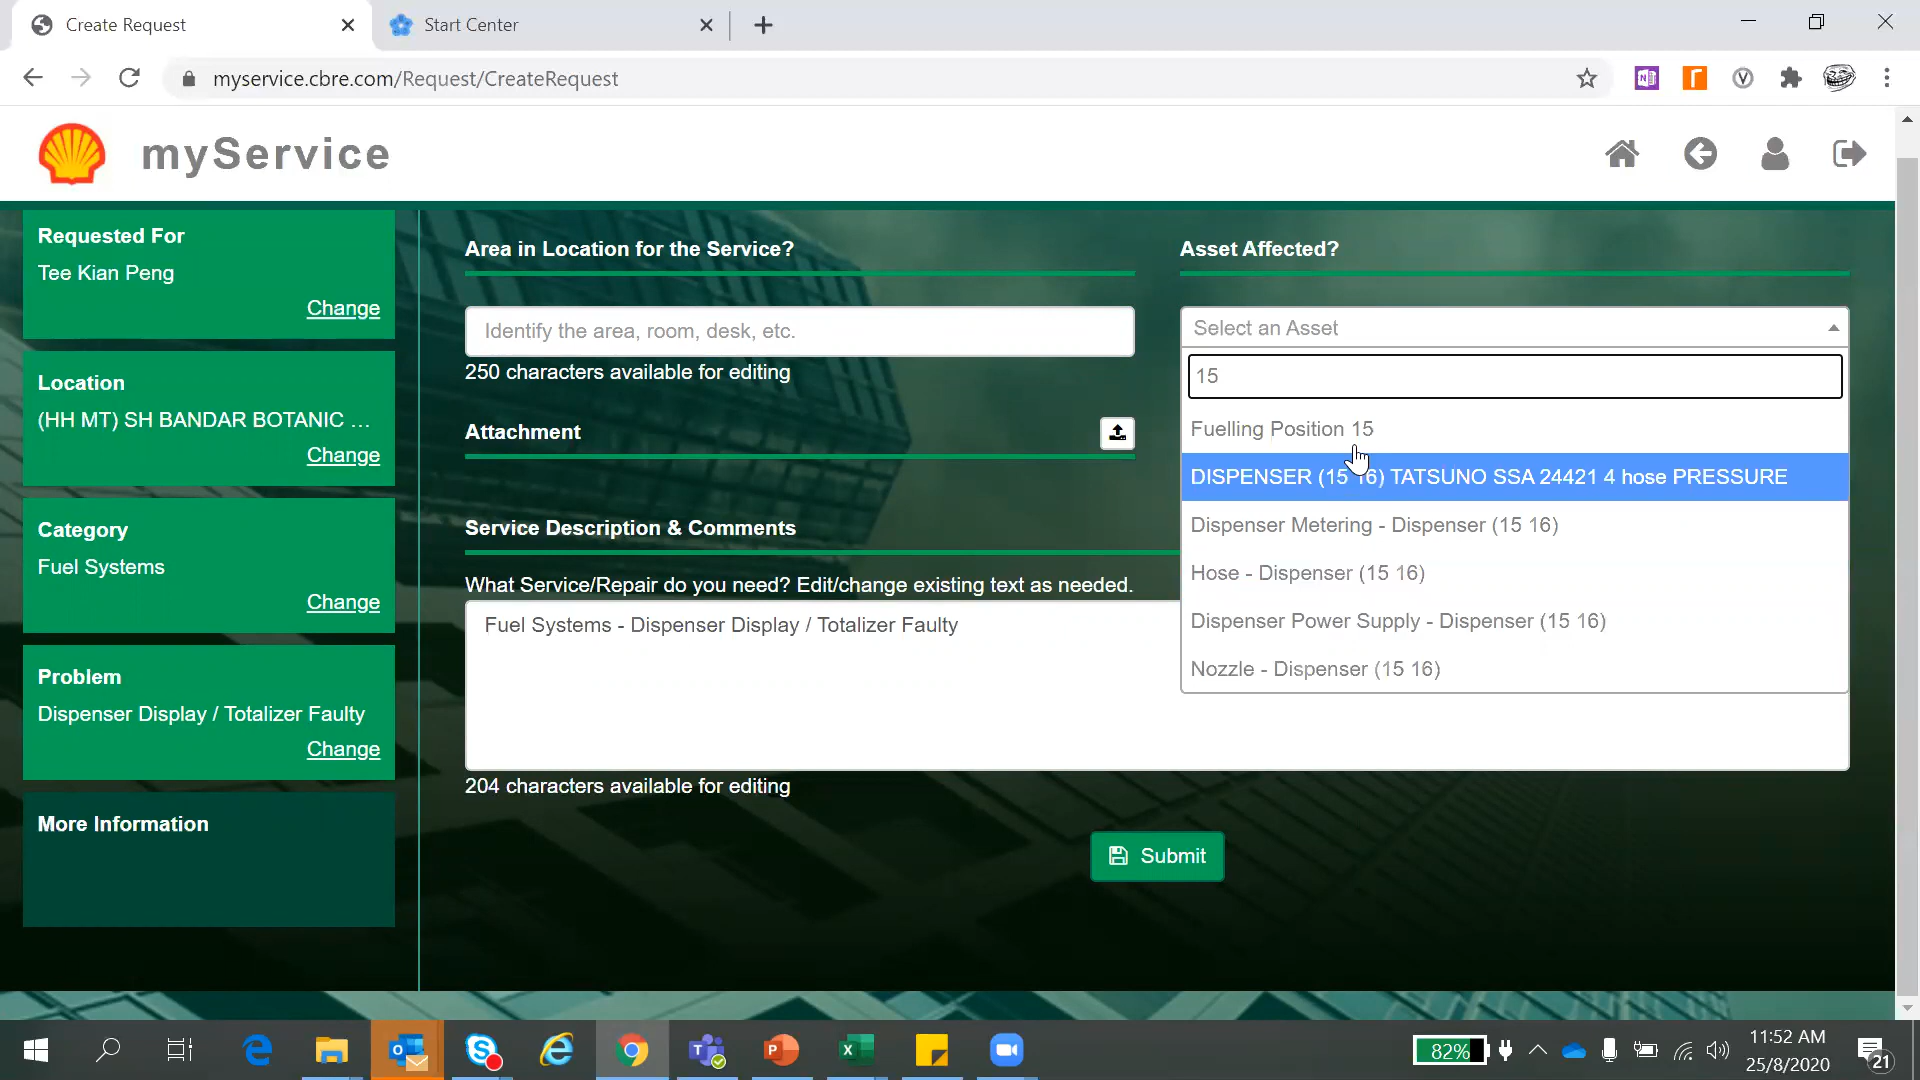 Create Request
Start Center
myservice.cbre.com/Request/CreateRequest
myService
Requested For
Tee Kian Peng
Change
Location
(HH MT) SH BANDAR BOTANIC ...
Change
Category
Fuel Systems
Change
Problem
Dispenser Display / Totalizer Faulty
Change
More Information
Area in Location for the Service?
Identify the area, room, desk, etc.
250 characters available for editing
Attachment
Asset Affected?
Select an Asset
15
Fuelling Position 15
DISPENSER (15 16) TATSUNO SSA 24421 4 hose PRESSURE
Dispenser Metering - Dispenser (15 16)
Hose - Dispenser (15 16)
Dispenser Power Supply - Dispenser (15 16)
Nozzle - Dispenser (15 16)
Service Description & Comments
What Service/Repair do you need? Edit/change existing text as needed.
Fuel Systems - Dispenser Display / Totalizer Faulty
204 characters available for editing
Submit
82%
11:52 AM
25/8/2020
21